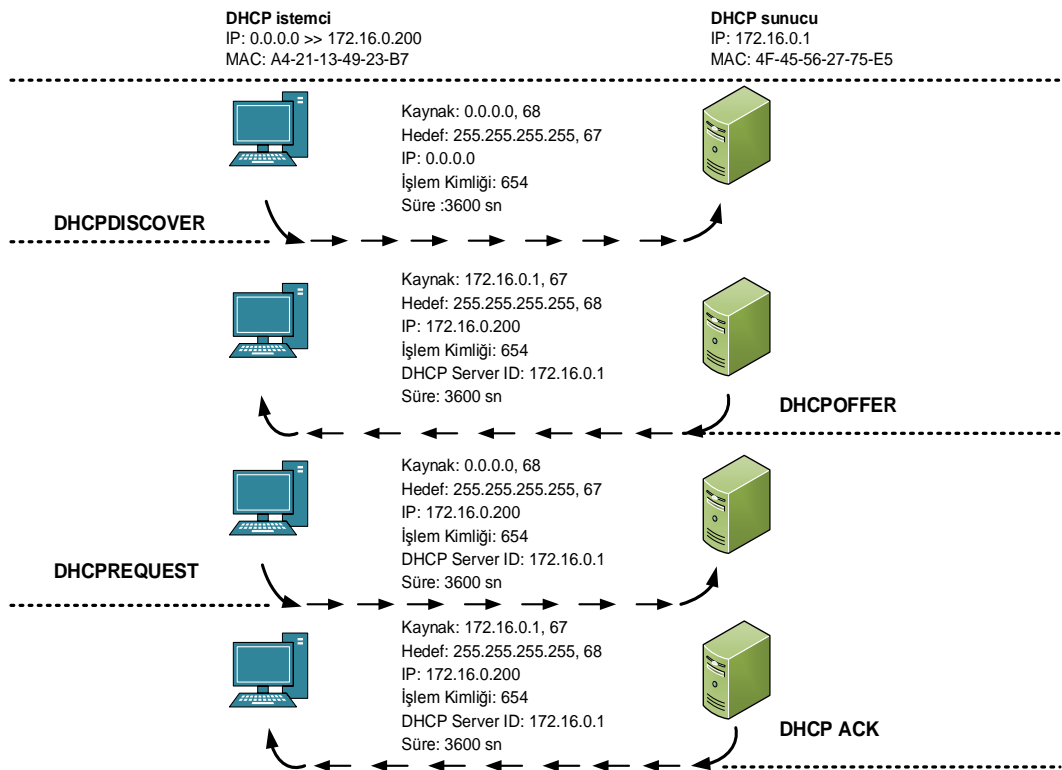 DHCP istemci
IP: 0.0.0.0 >> 172.16.0.200
MAC: A4-21-13-49-23-B7
DHCP sunucu
IP: 172.16.0.1
MAC: 4F-45-56-27-75-E5
Kaynak: 0.0.0.0, 68
Hedef: 255.255.255.255, 67
IP: 0.0.0.0
İşlem Kimliği: 654
Süre :3600 sn
DHCPDISCOVER
Kaynak: 172.16.0.1, 67
Hedef: 255.255.255.255, 68
IP: 172.16.0.200
İşlem Kimliği: 654
DHCP Server ID: 172.16.0.1
Süre: 3600 sn
DHCPOFFER
Kaynak: 0.0.0.0, 68
Hedef: 255.255.255.255, 67
IP: 172.16.0.200
İşlem Kimliği: 654
DHCP Server ID: 172.16.0.1
Süre: 3600 sn
DHCPREQUEST
Kaynak: 172.16.0.1, 67
Hedef: 255.255.255.255, 68
IP: 172.16.0.200
İşlem Kimliği: 654
DHCP Server ID: 172.16.0.1
Süre: 3600 sn
DHCP ACK